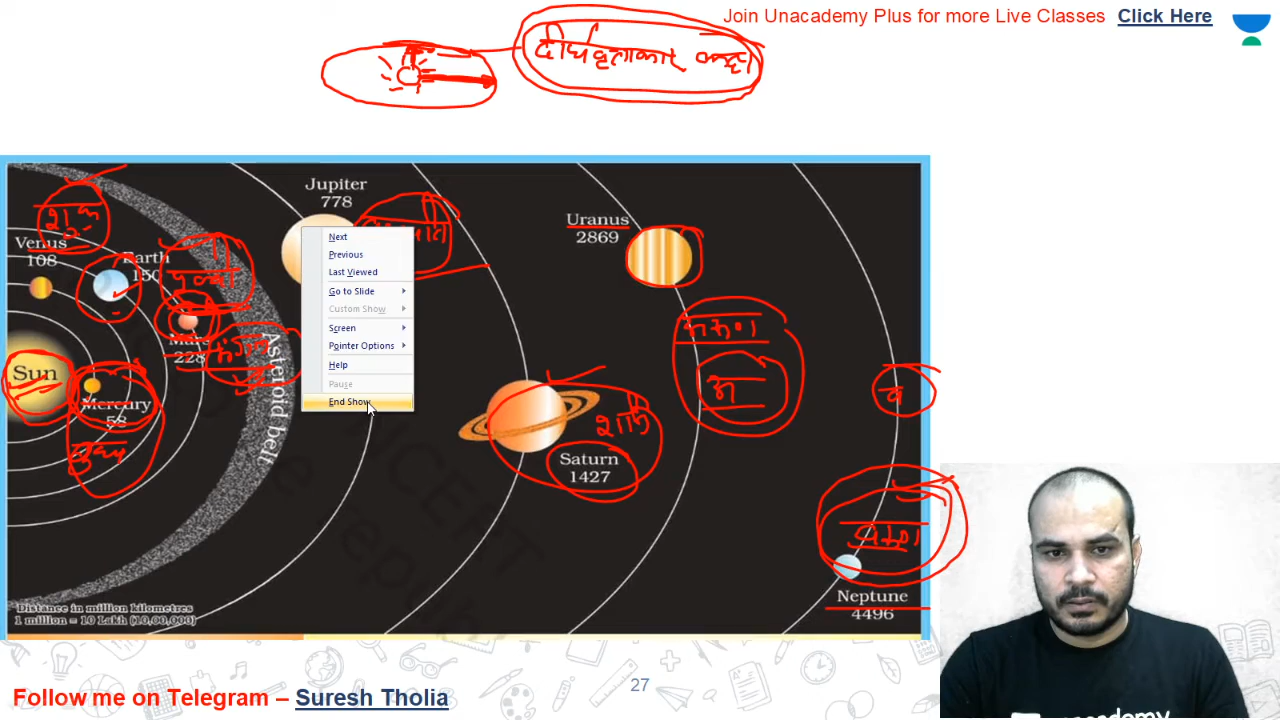 Join Unacademy Plus for more Live Classes Click Here
दीर्घवृताकार कक्षा
Jupiter
778
Uranus
2869
शुक्र
Venus
108
Earth
150
पृथ्वी
Next
Previous
Last Viewed
Go to Slide
Custom Show
Screen
Pointer Options
Help
Pause
End Show
228
मंगल
Asteroid belt
Sun
Mercury
58
बुध
शनि
Saturn
1427
अ
व
वरुण
Neptune
4496
Distance in million kilometres
1 million = 10 Lakh (10,00,000)
27
Follow me on Telegram – Suresh Tholia